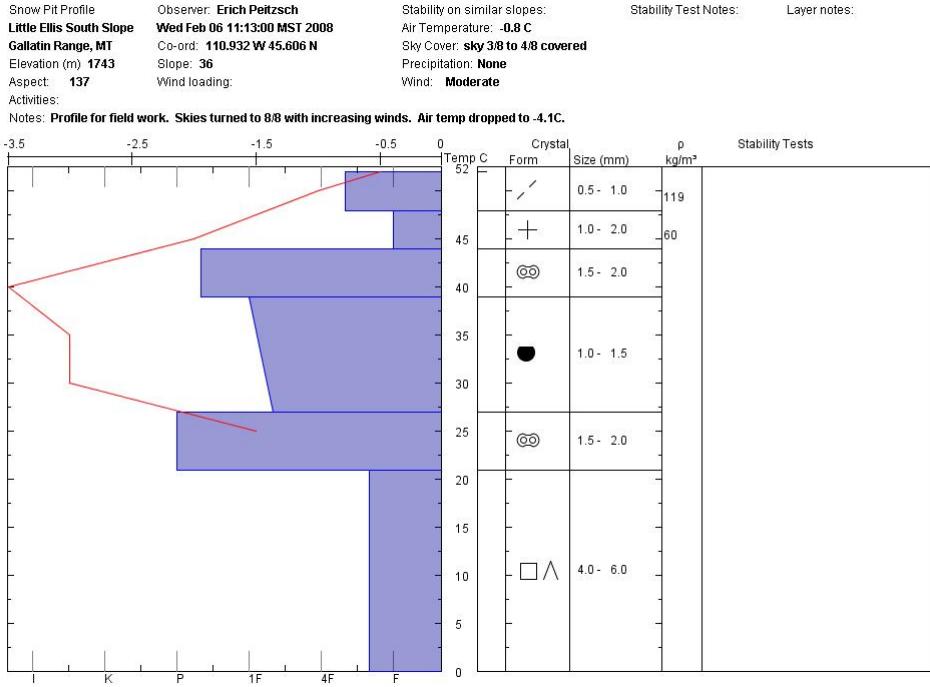 Snow Pit Profile Observer: Erich Peitzsch Stability on similar slopes: Stability Test Notes: Layer notes:
Little Ellis South Slope Wed Feb 06 11:13:00 MST 2008 Air Temperature: -0.8 C
Gallatin Range, MT Co-ord: 110.932 W 45.606 N Sky Cover: sky 3/8 to 4/8 covered
Elevation (m) 1743 Slope: 36 Precipitation: None
Aspect: 137 Wind loading: Wind: Moderate
Activities:
Notes: Profile for field work. Skies turned to 8/8 with increasing winds. Air temp dropped to -4.1C.
-3.5 -2.5 -1.5 -0.5 0 Crystal ρ Stability Tests
Temp C Form Size (mm) kg/m³
52
0.5 - 1.0 119
45 1.0 - 2.0 60
1.5 - 2.0
40
35
1.0 - 1.5
30
25 1.5 - 2.0
20
15
10 4.0 - 6.0
5
0
I K P 1F 4F F